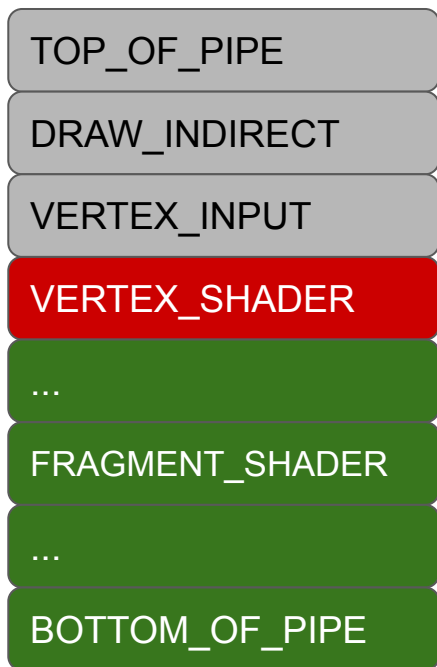 TOP_OF_PIPE
DRAW_INDIRECT
VERTEX_INPUT
VERTEX_SHADER
...
FRAGMENT_SHADER
...
BOTTOM_OF_PIPE